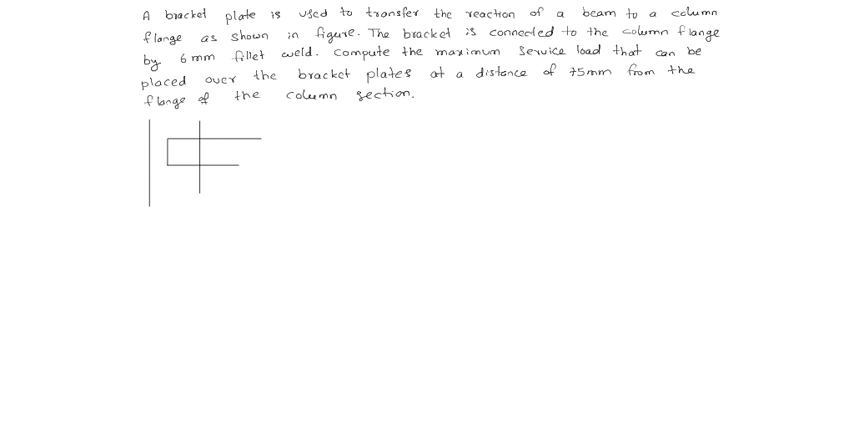 A bracket plate is used to transfer the reaction of a beam to a column
flange as shown in figure. The bracket is connected to the column flange
by 6mm fillet weld. Compute the maximum service load that can be
placed over the bracket plates at a distance of 75mm from the
flange of the column section.